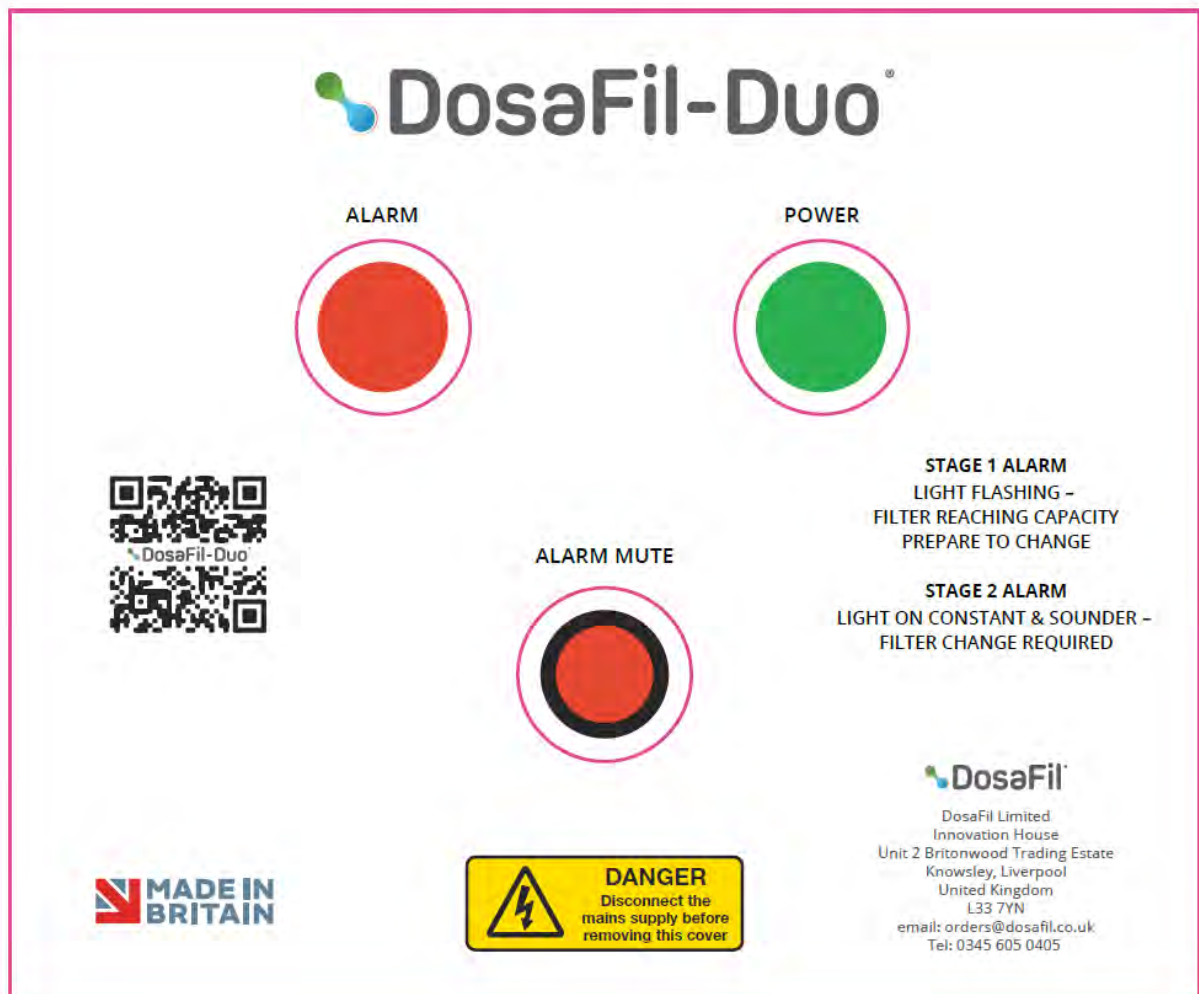 DosaFil-Duo®
ALARM
POWER
DosaFil-Duo
ALARM MUTE
STAGE 1 ALARM
LIGHT FLASHING –
FILTER REACHING CAPACITY
PREPARE TO CHANGE
STAGE 2 ALARM
LIGHT ON CONSTANT & SOUNDER –
FILTER CHANGE REQUIRED
MADE IN
BRITAIN
DANGER
Disconnect the
mains supply before
removing this cover
DosaFil
DosaFil Limited
Innovation House
Unit 2 Britonwood Trading Estate
Knowsley, Liverpool
United Kingdom
L33 7YN
email: orders@dosafil.co.uk
Tel: 0345 605 0405